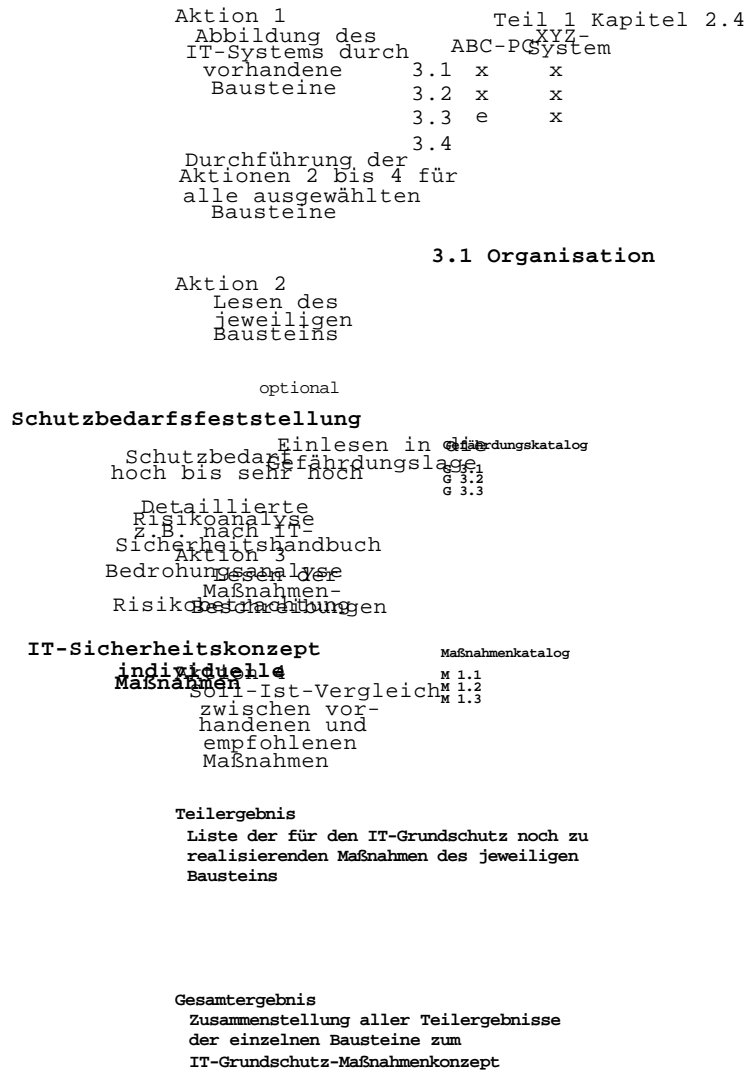 Aktion 1
Teil 1 Kapitel 2.4
Abbildung des
IT-Systems durch
vorhandene
Bausteine
ABC-PC
XYZ-
System
3.1 x x
3.2 x x
3.3 e x
3.4
Durchführung der
Aktionen 2 bis 4 für
alle ausgewählten
Bausteine
3.1 Organisation
Aktion 2
Lesen des
jeweiligen
Bausteins
optional
Schutzbedarfsfeststellung
Einlesen in die
Gefährdungslage
Gefährdungskatalog
G 3.1
G 3.2
G 3.3
Schutzbedarf
hoch bis sehr hoch
Detaillierte
Risikoanalyse
z.B. nach IT-
Sicherheitshandbuch
Aktion 3
Bedrohungsanalyse
Lesen der
Maßnahmen-
Beschreibungen
Risikobetrachtung
IT-Sicherheitskonzept
individuelle
Maßnahmen
Maßnahmenkatalog
M 1.1
M 1.2
M 1.3
Aktion 4
Soll-Ist-Vergleich
zwischen vor-
handenen und
empfohlenen
Maßnahmen
Teilergebnis
Liste der für den IT-Grundschutz noch zu
realisierenden Maßnahmen des jeweiligen
Bausteins
Gesamtergebnis
Zusammenstellung aller Teilergebnisse
der einzelnen Bausteine zum
IT-Grundschutz-Maßnahmenkonzept